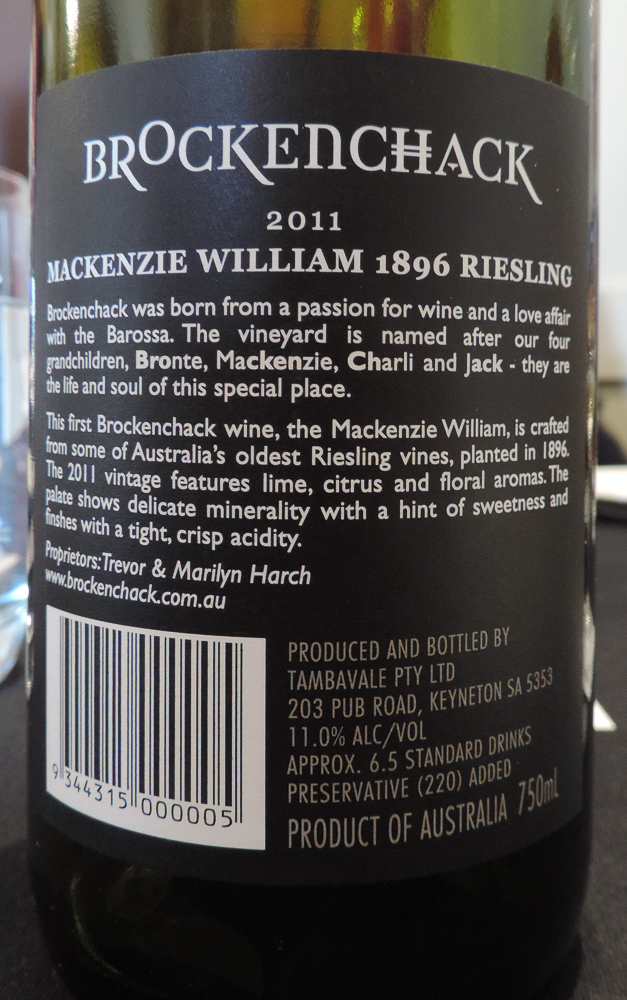 BROCKENCHACK
2011
MACKENZIE WILLIAM 1896 RIESLING
Brockenchack was born from a passion for wine and a love affair
with the Barossa. The vineyard is named after our four
grandchildren, Bronte, Mackenzie, Charli and Jack - they are
the life and soul of this special place.
This first Brockenchack wine, the Mackenzie William, is crafted
from some of Australia's oldest Riesling vines, planted in 1896.
The 2011 vintage features lime, citrus and floral aromas. The
palate shows delicate minerality with a hint of sweetness and
finshes with a tight, crisp acidity.
Proprietors: Trevor & Marilyn Harch
www.brockenchack.com.au
PRODUCED AND BOTTLED BY
TAMBAVALE PTY LTD
203 PUB ROAD, KEYNETON SA 5353
11.0% ALC/VOL
APPROX. 6.5 STANDARD DRINKS
PRESERVATIVE (220) ADDED
PRODUCT OF AUSTRALIA 750mL
9 344315 000005